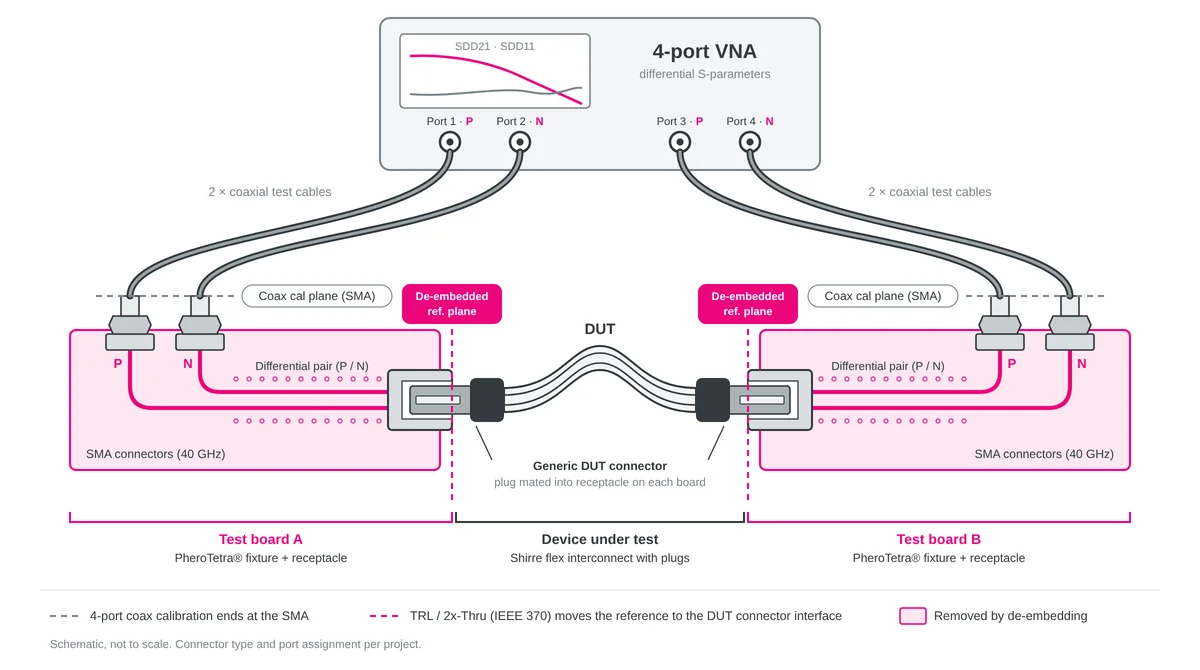 SDD21 · SDD11
4-port VNA
differential S-parameters
Port 1 · P
Port 2 · N
Port 3 · P
Port 4 · N
2 × coaxial test cables
2 × coaxial test cables
Coax cal plane (SMA)
De-embedded
ref. plane
De-embedded
ref. plane
Coax cal plane (SMA)
DUT
P
N
Differential pair (P / N)
Differential pair (P / N)
P
N
SMA connectors (40 GHz)
SMA connectors (40 GHz)
Generic DUT connector
plug mated into receptacle on each board
Test board A
PheroTetra® fixture + receptacle
Device under test
Shirre flex interconnect with plugs
Test board B
PheroTetra® fixture + receptacle
4-port coax calibration ends at the SMA
TRL / 2x-Thru (IEEE 370) moves the reference to the DUT connector interface
Removed by de-embedding
Schematic, not to scale. Connector type and port assignment per project.